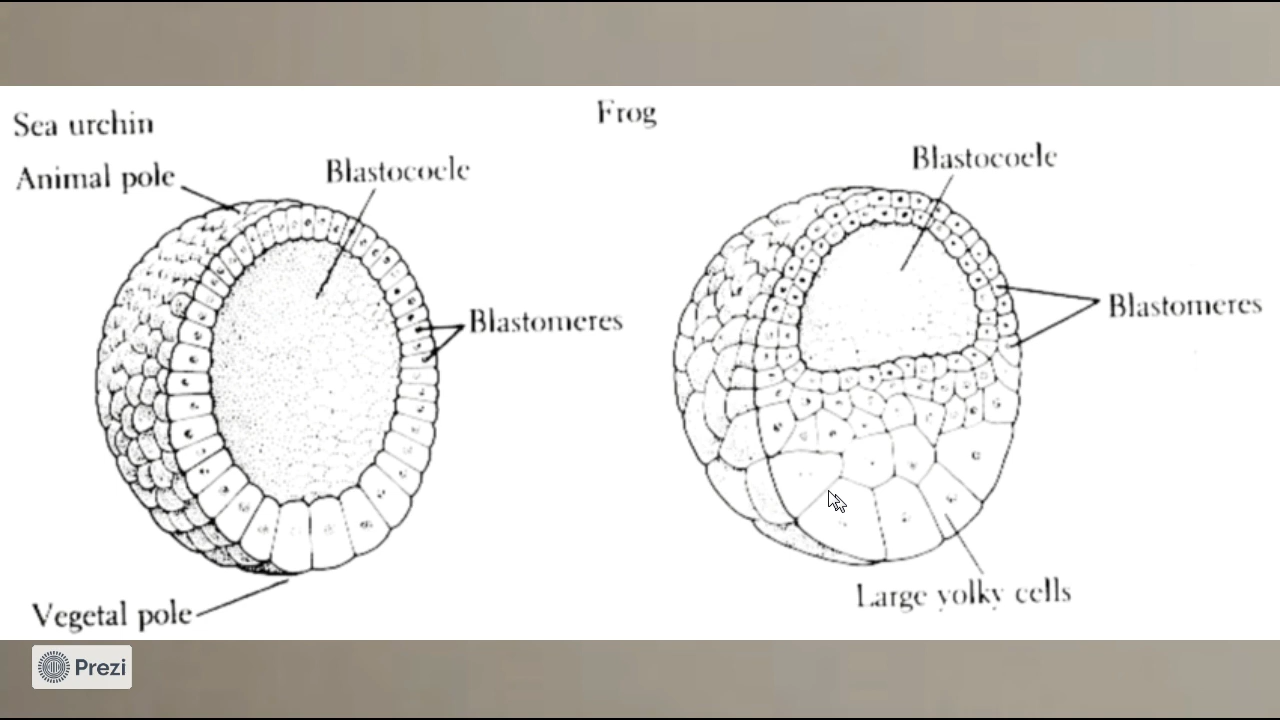 Sea urchin
Animal pole
Blastocoele
Blastomeres
Vegetal pole
Frog
Blastocoele
Blastomeres
Large yolky cells
Prezi